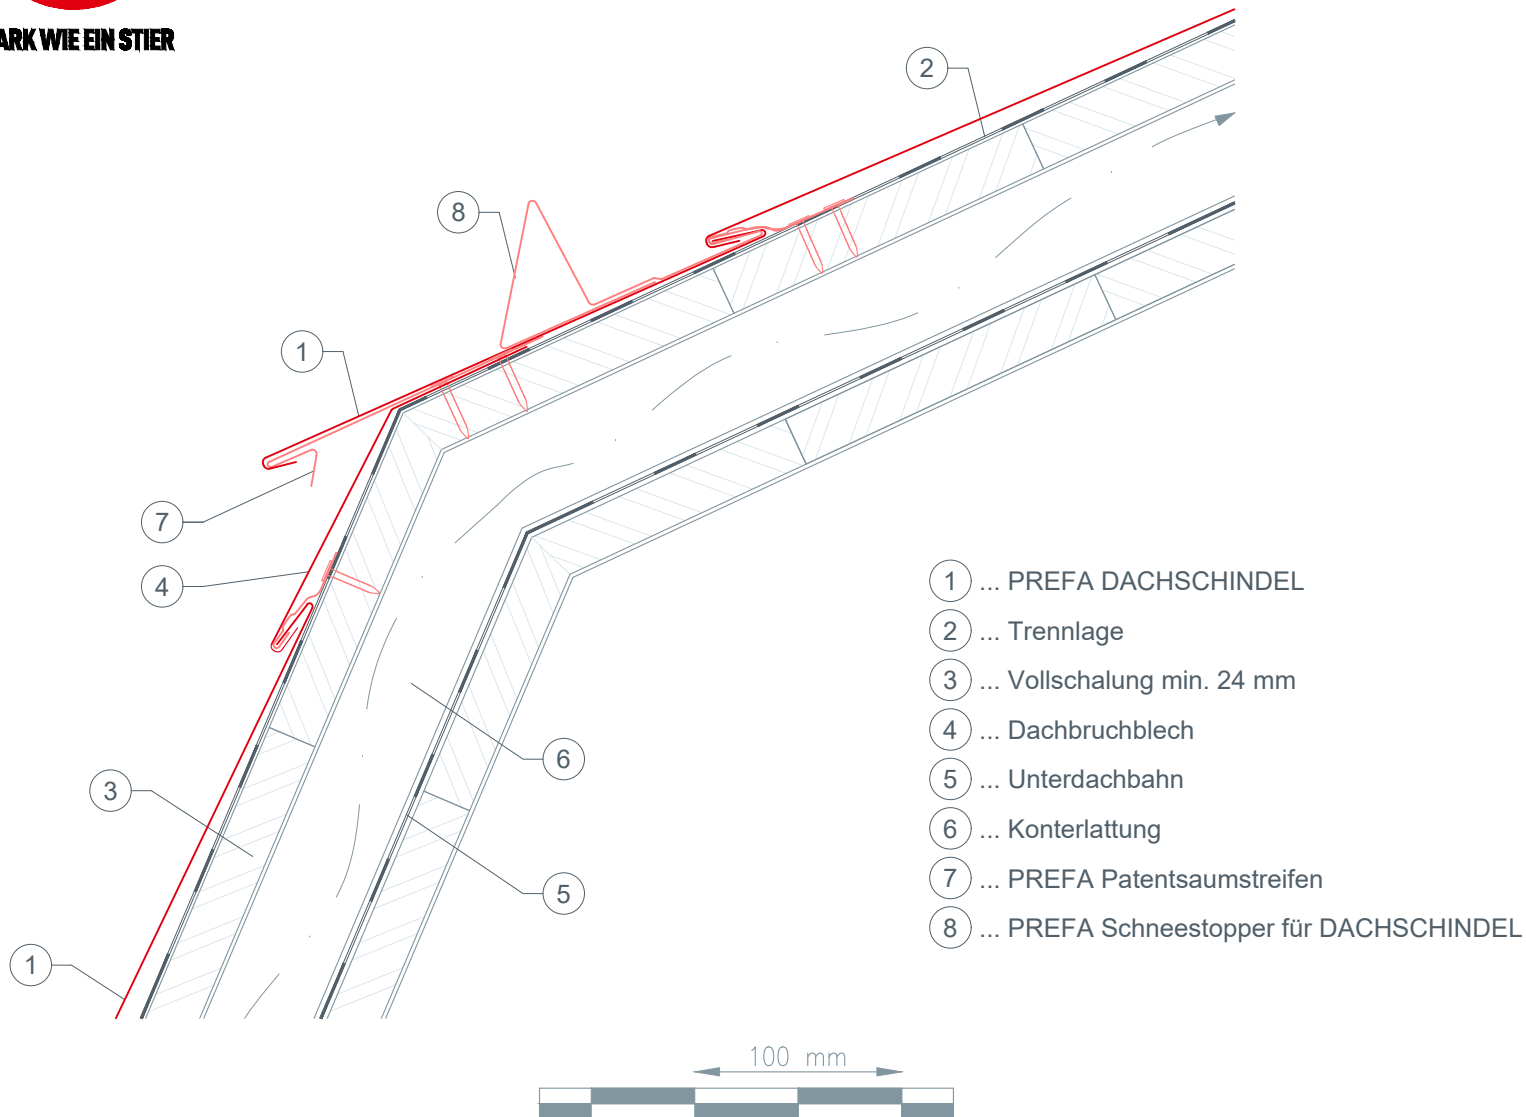 ARK WIE EIN STIER
2
8
1
7
4
3
6
5
1
1 ... PREFA DACHSCHINDEL
2 ... Trennlage
3 ... Vollschalung min. 24 mm
4 ... Dachbruchblech
5 ... Unterdachbahn
6 ... Konterlattung
7 ... PREFA Patentsaumstreifen
8 ... PREFA Schneestopper für DACHSCHINDEL
100 mm